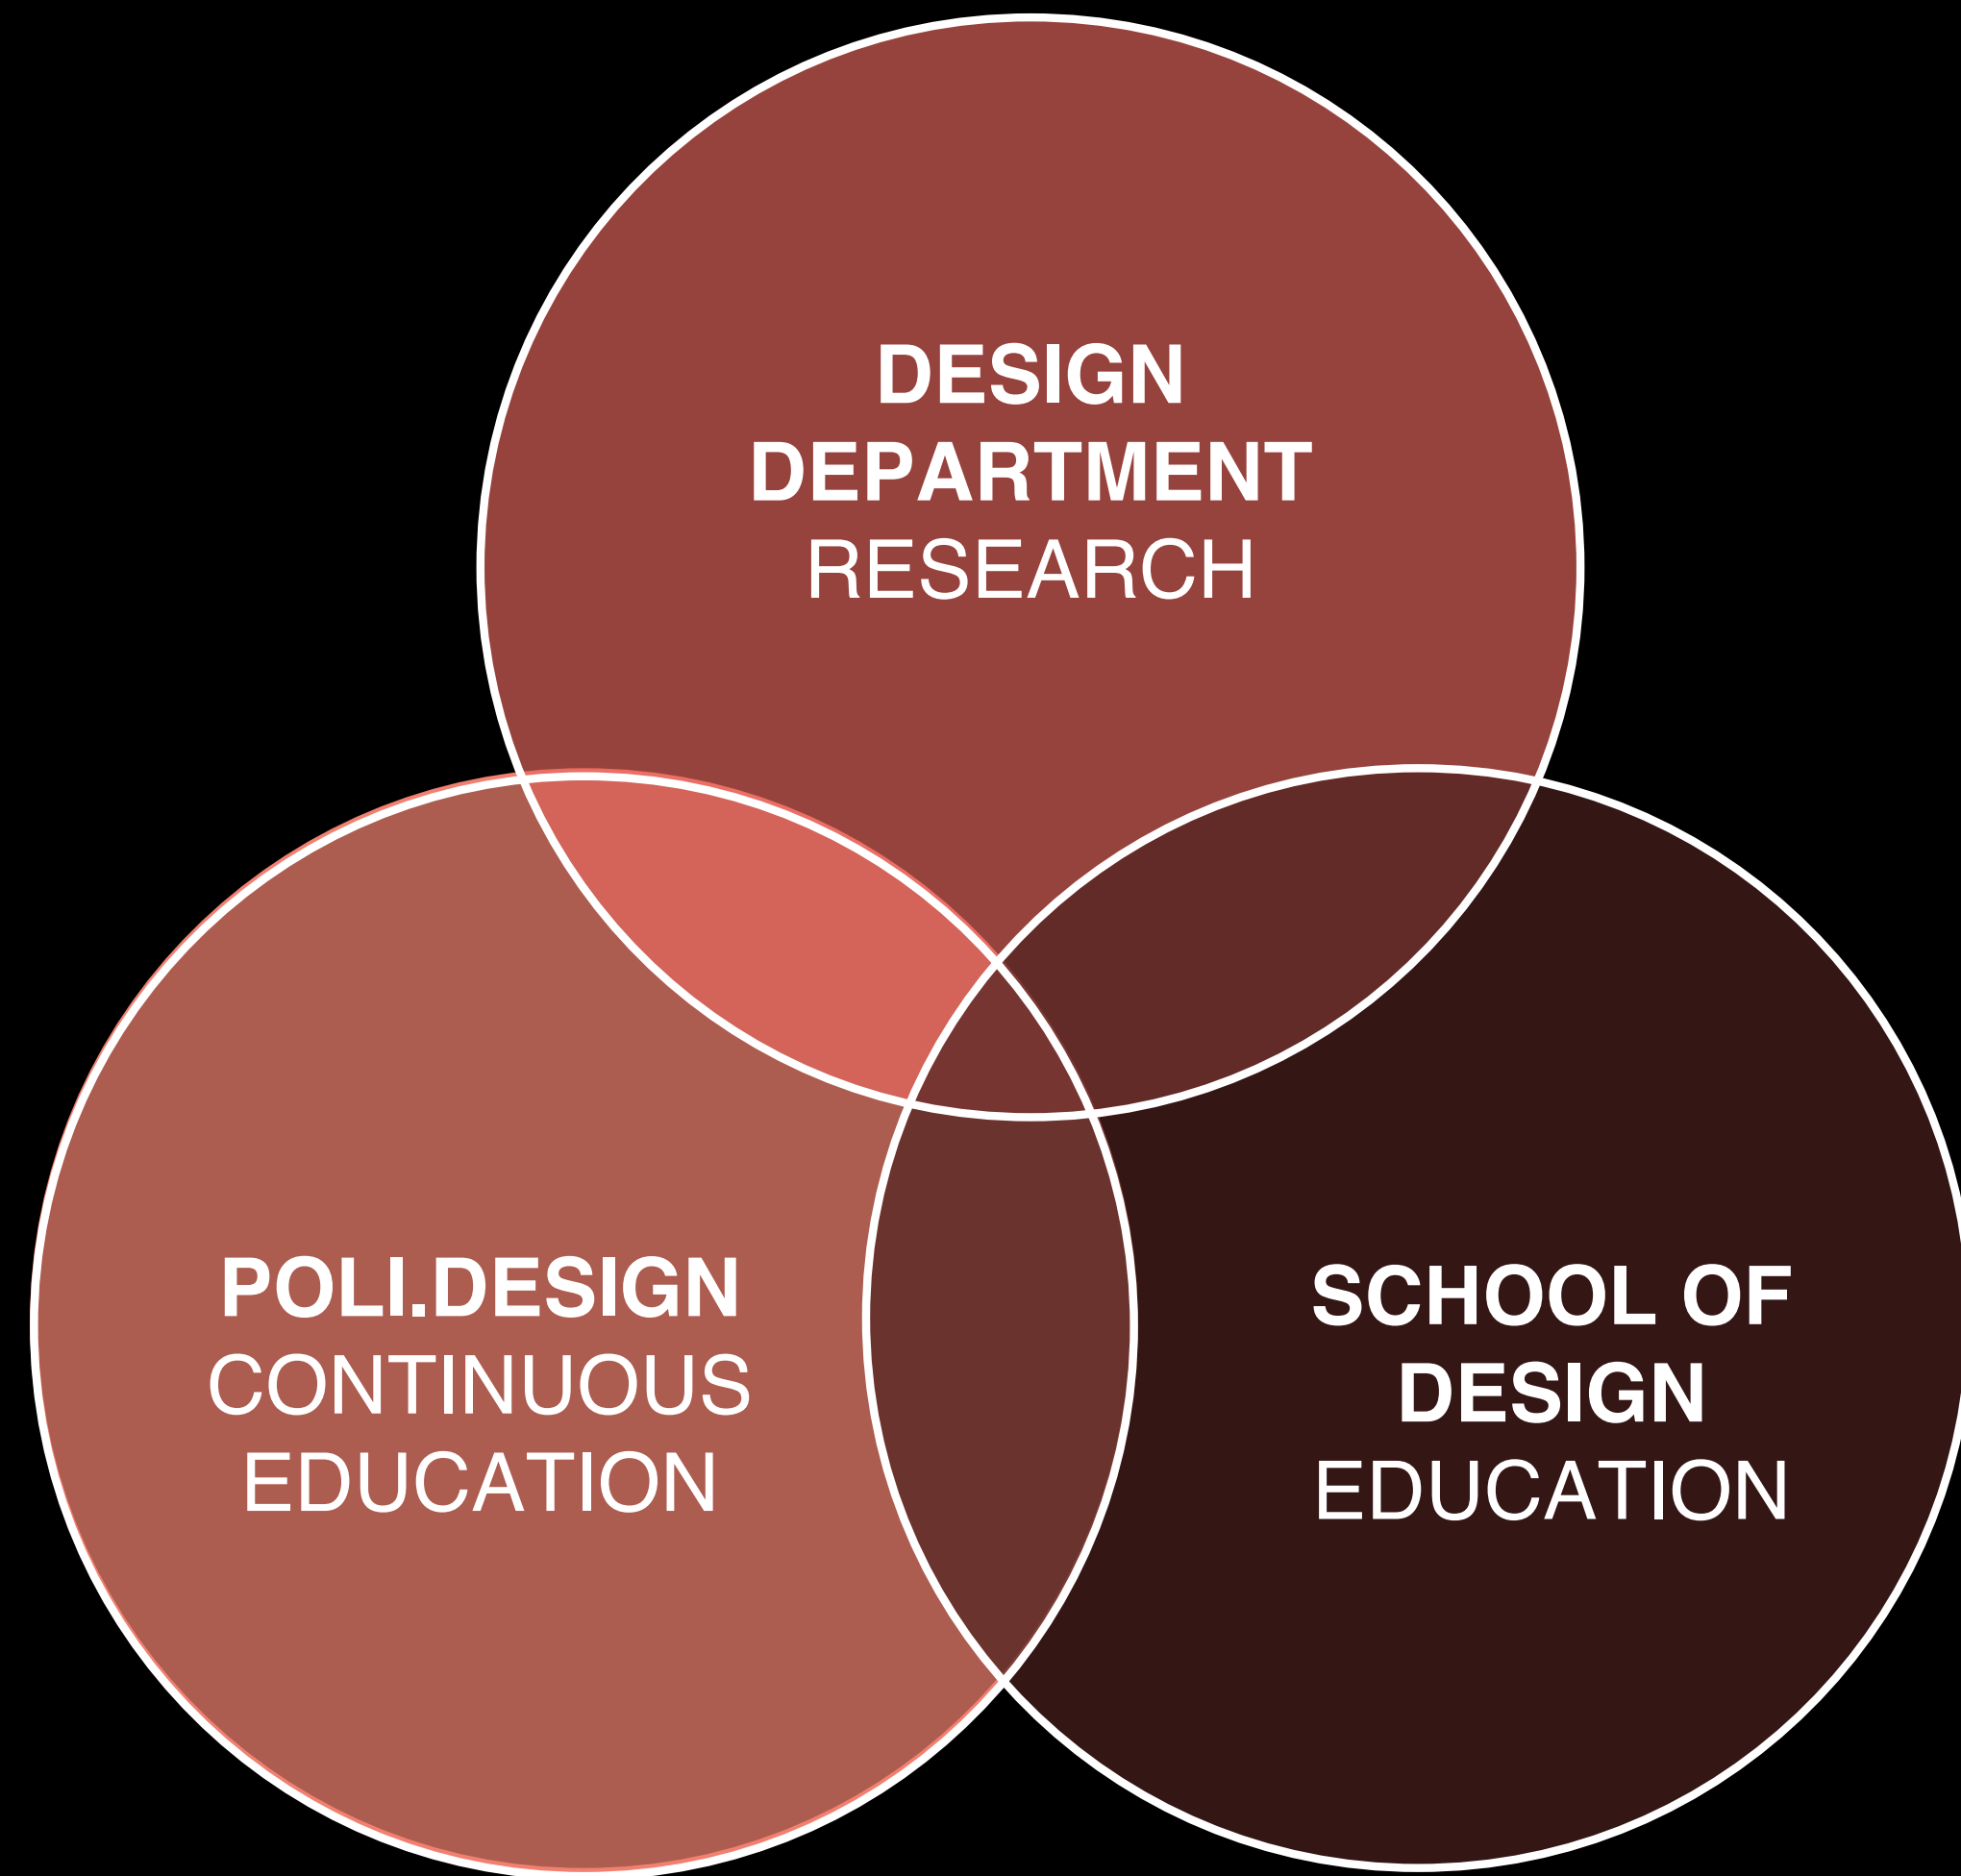 DESIGN
DEPARTMENT
RESEARCH
POLI.DESIGN
CONTINUOUS
EDUCATION
SCHOOL OF
DESIGN
EDUCATION